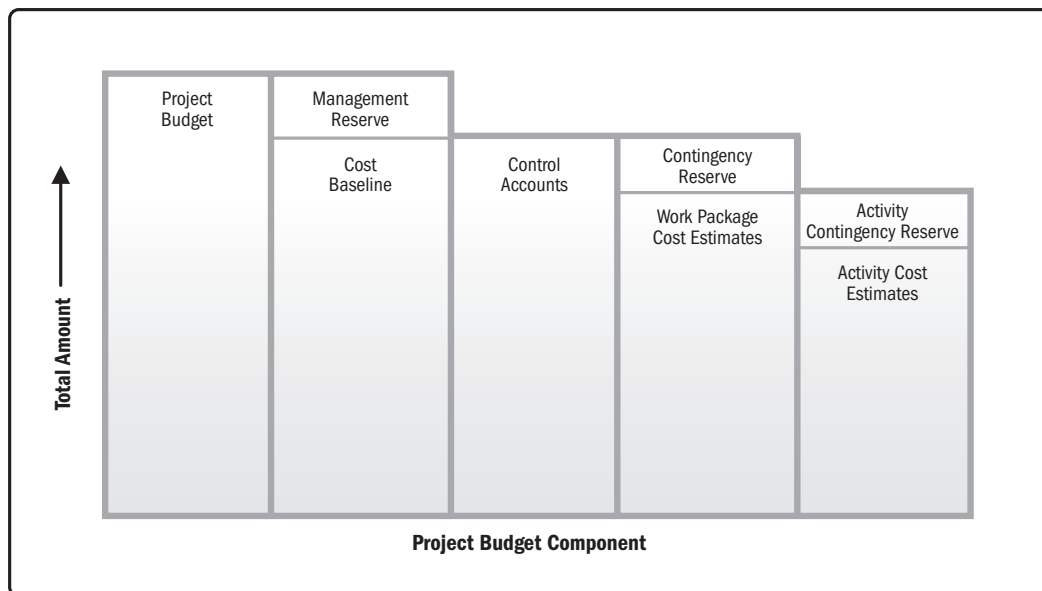 Project
Budget
Management
Reserve
Cost
Baseline
Control
Accounts
Contingency
Reserve
Work Package
Cost Estimates
Activity
Contingency Reserve
Activity Cost
Estimates
Total Amount
Project Budget Component